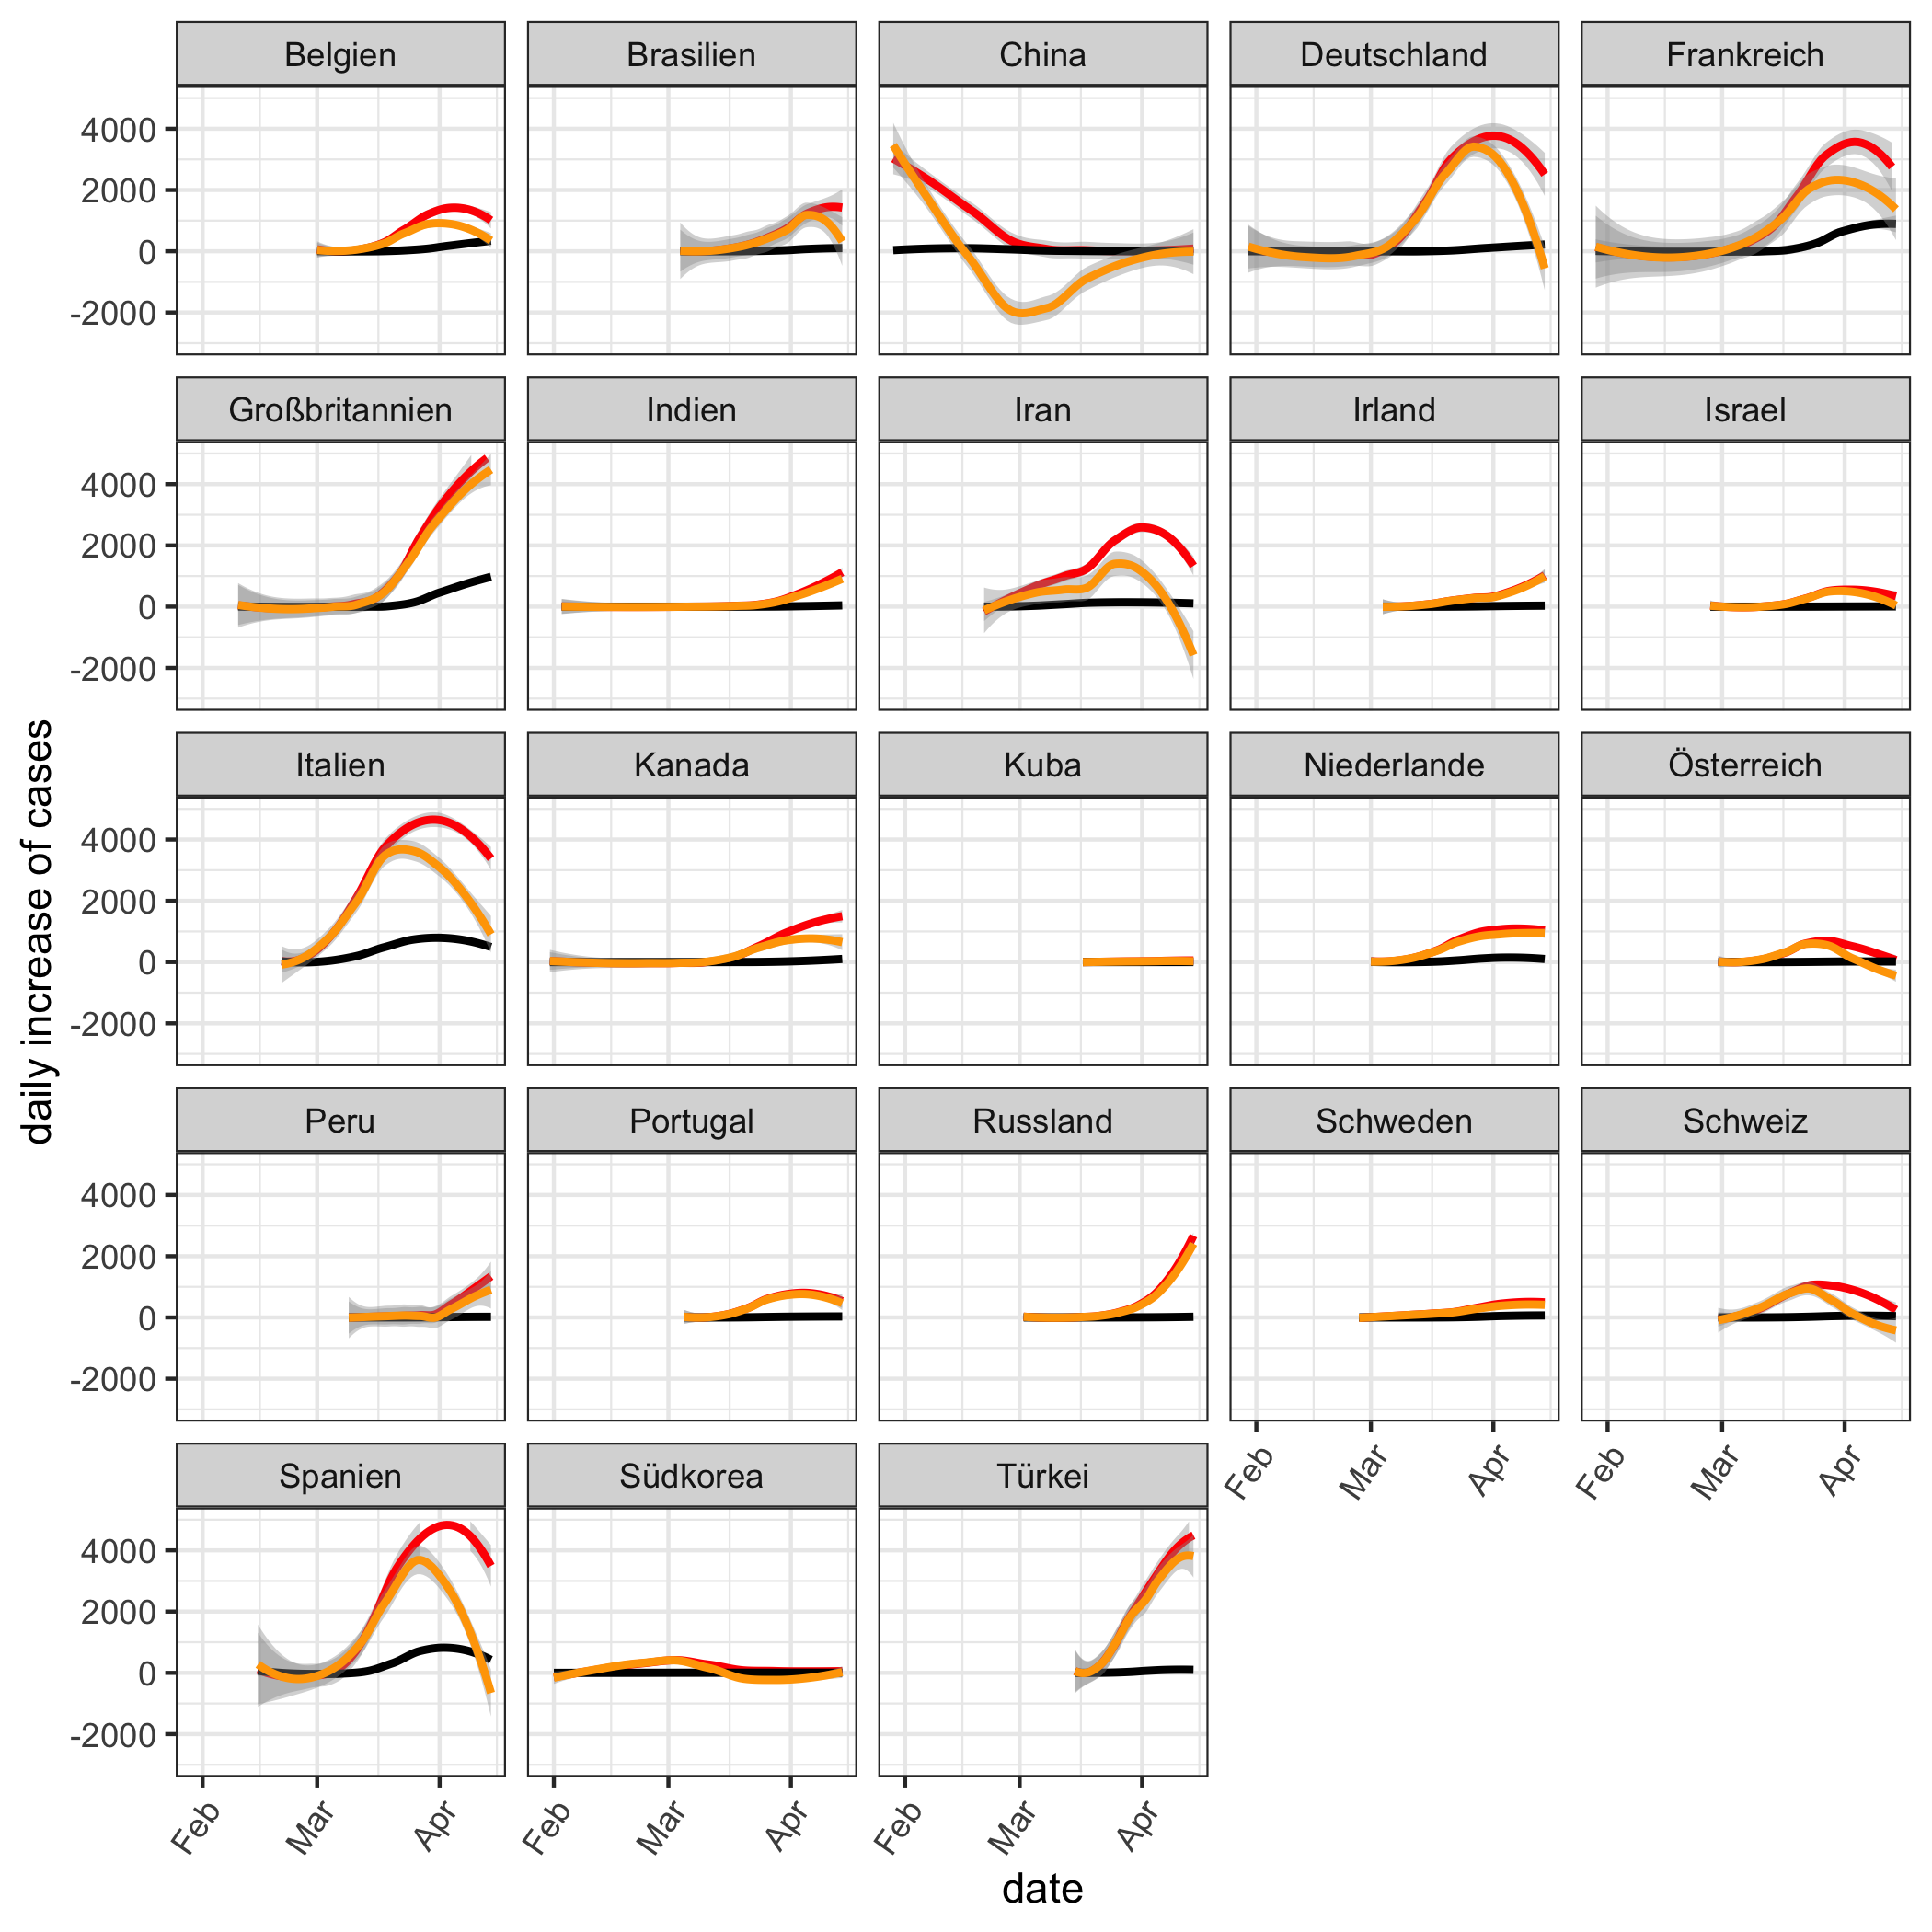 Belgien Brasilien China Deutschland Frankreich
4000
2000
0
-2000
Großbritannien Indien Iran Irland Israel
4000
2000
0
-2000
daily increase of cases
Italien Kanada Kuba Niederlande Österreich
4000
2000
0
-2000
Peru Portugal Russland Schweden Schweiz
4000
2000
0
-2000
Feb Mar Apr Feb Mar Apr
Spanien Südkorea Türkei
4000
2000
0
-2000
Feb Mar Apr Feb Mar Apr Feb Mar Apr
date